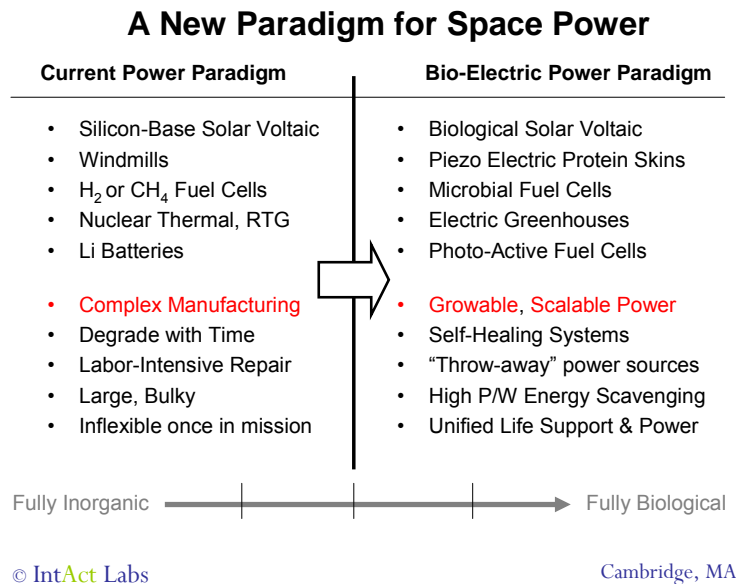 A New Paradigm for Space Power
Current Power Paradigm
• Silicon-Base Solar Voltaic
• Windmills
• H₂ or CH₄ Fuel Cells
• Nuclear Thermal, RTG
• Li Batteries
• Complex Manufacturing
• Degrade with Time
• Labor-Intensive Repair
• Large, Bulky
• Inflexible once in mission
Bio-Electric Power Paradigm
• Biological Solar Voltaic
• Piezo Electric Protein Skins
• Microbial Fuel Cells
• Electric Greenhouses
• Photo-Active Fuel Cells
• Growable, Scalable Power
• Self-Healing Systems
• “Throw-away” power sources
• High P/W Energy Scavenging
• Unified Life Support & Power
Fully Inorganic
Fully Biological
© IntAct Labs
Cambridge, MA